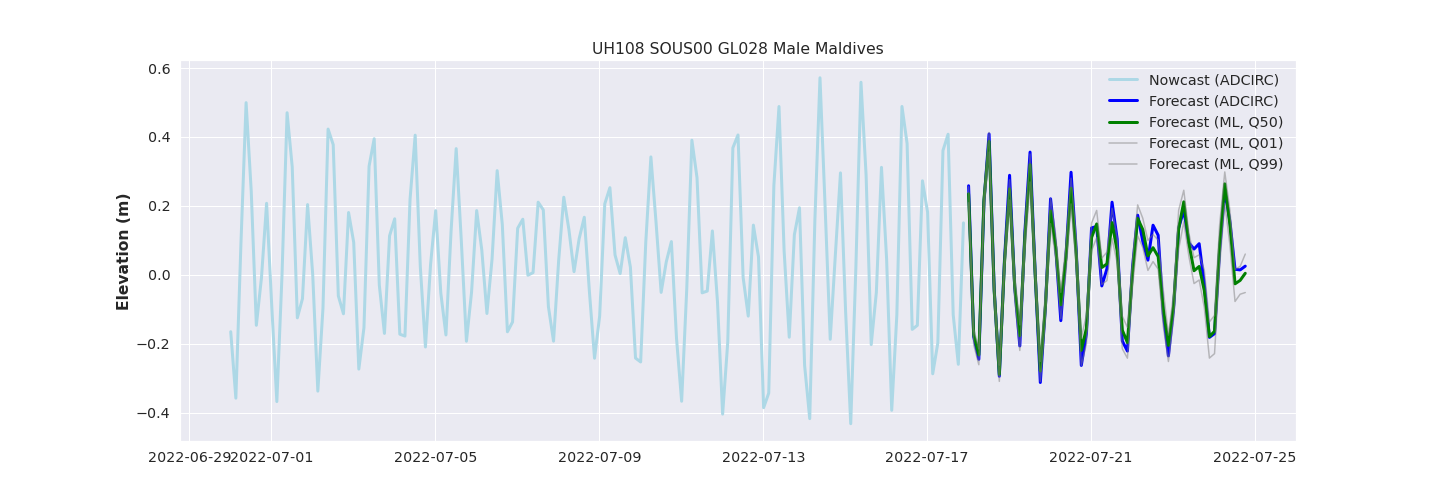 UH108 SOUS00 GL028 Male Maldives
Elevation (m)
0.6
0.4
0.2
0.0
−0.2
−0.4
Nowcast (ADCIRC)
Forecast (ADCIRC)
Forecast (ML, Q50)
Forecast (ML, Q01)
Forecast (ML, Q99)
2022-06-29 2022-07-01 2022-07-05 2022-07-09 2022-07-13 2022-07-17 2022-07-21 2022-07-25